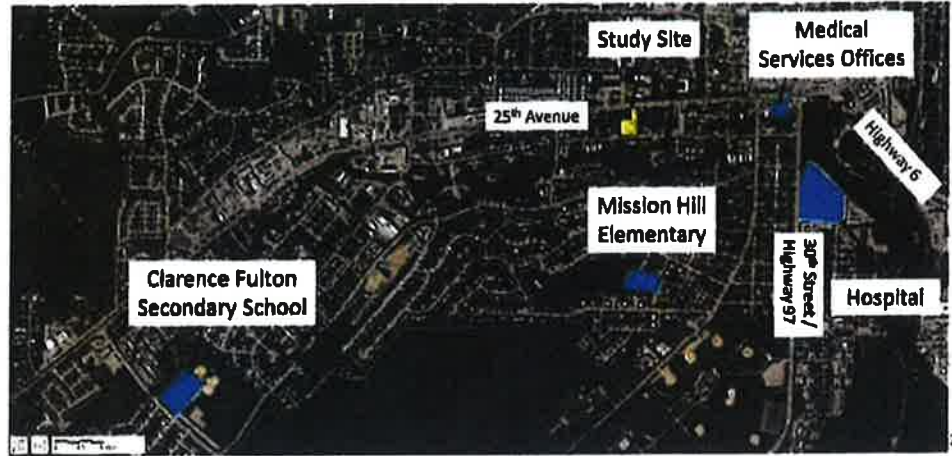 Study Site
Medical
Services Offices
25th Avenue
Highway 6
Mission Hill
Elementary
30th Street /
Highway 97
Clarence Fulton
Secondary School
Hospital